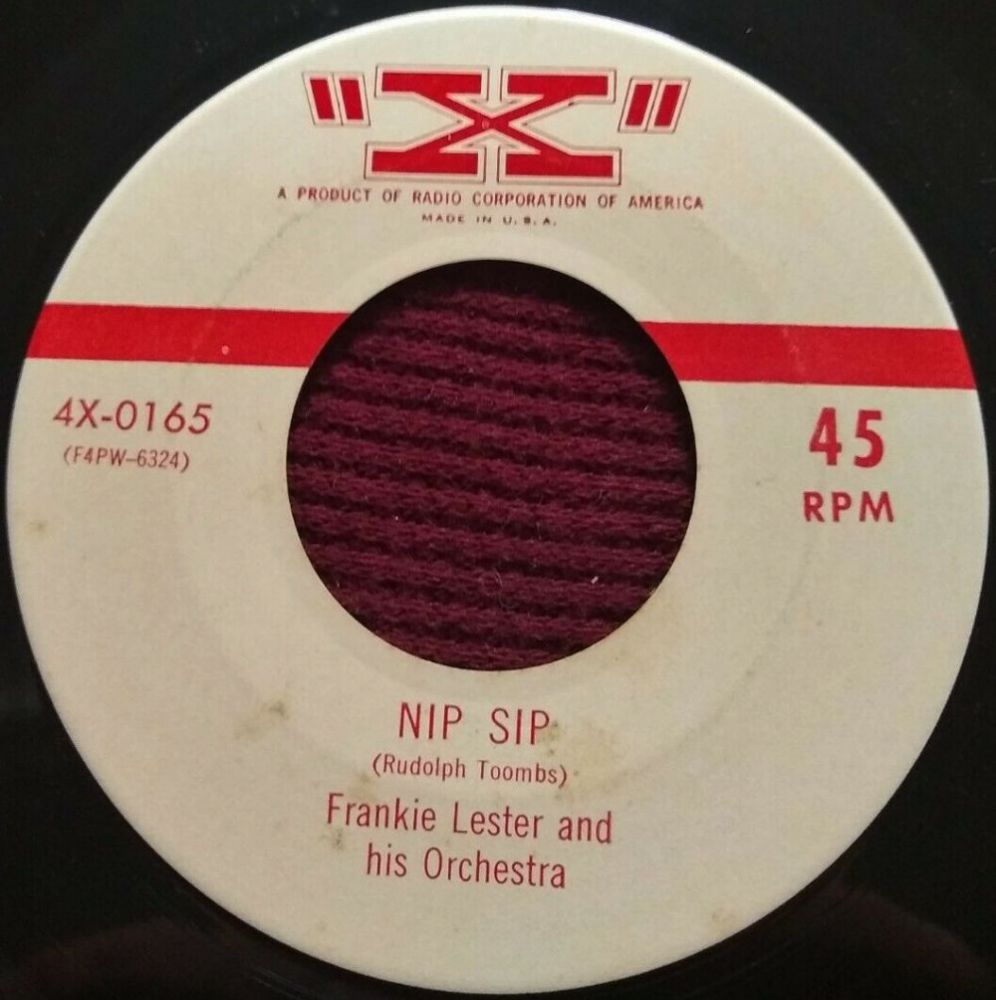 "X"
A PRODUCT OF RADIO CORPORATION OF AMERICA
MADE IN U.S.A.
4X-0165
(F4PW-6324)
45
RPM
NIP SIP
(Rudolph Toombs)
Frankie Lester and
his Orchestra